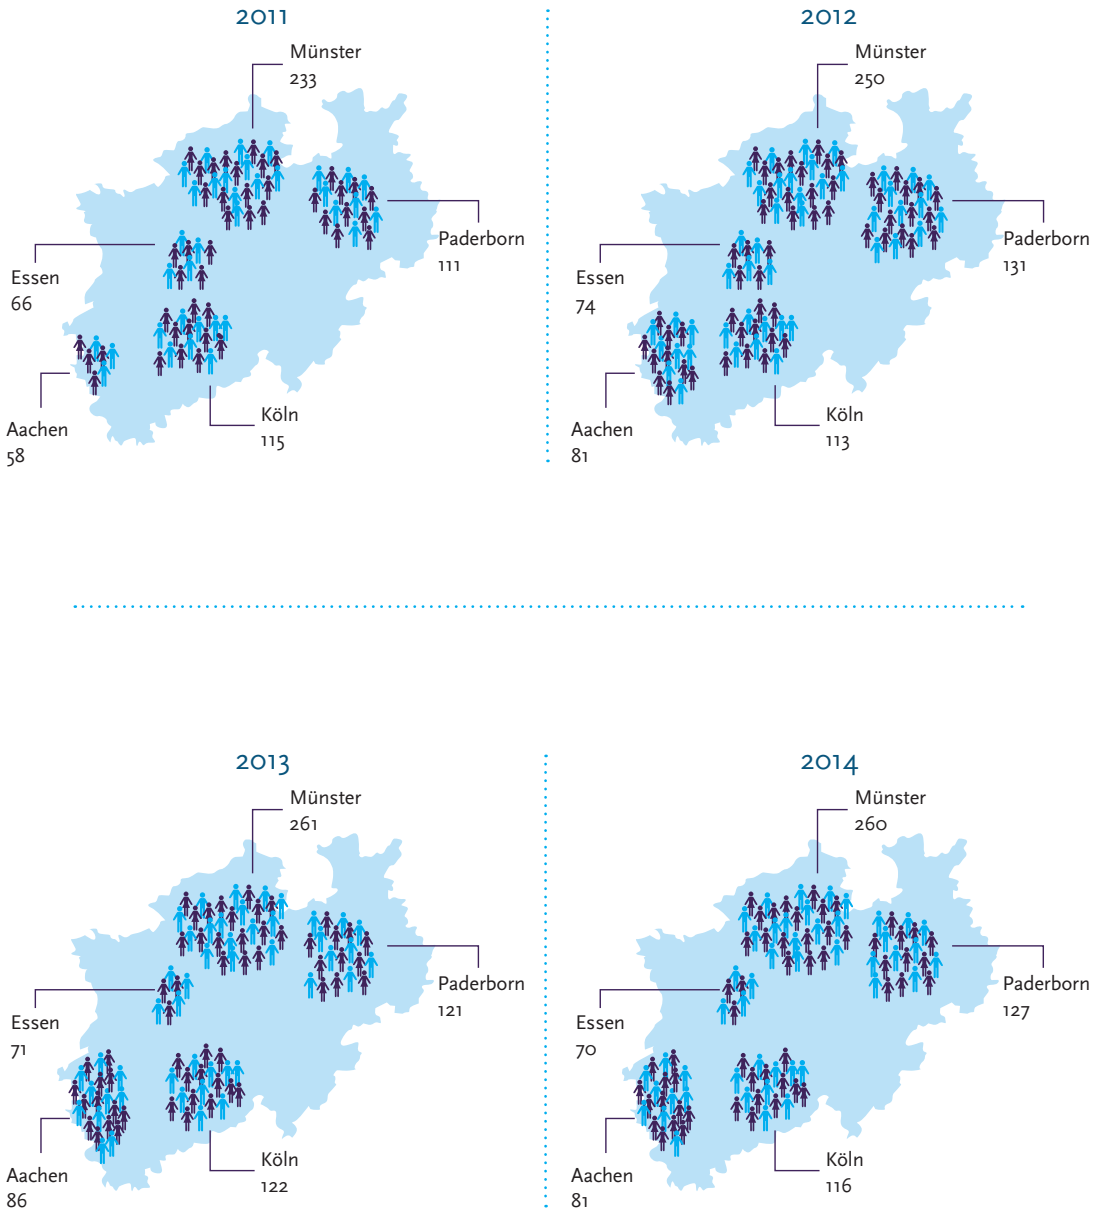 2011
Münster
233
Paderborn
111
Essen
66
Köln
115
Aachen
58
2012
Münster
250
Paderborn
131
Essen
74
Köln
113
Aachen
81
2013
Münster
261
Paderborn
121
Essen
71
Köln
122
Aachen
86
2014
Münster
260
Paderborn
127
Essen
70
Köln
116
Aachen
81